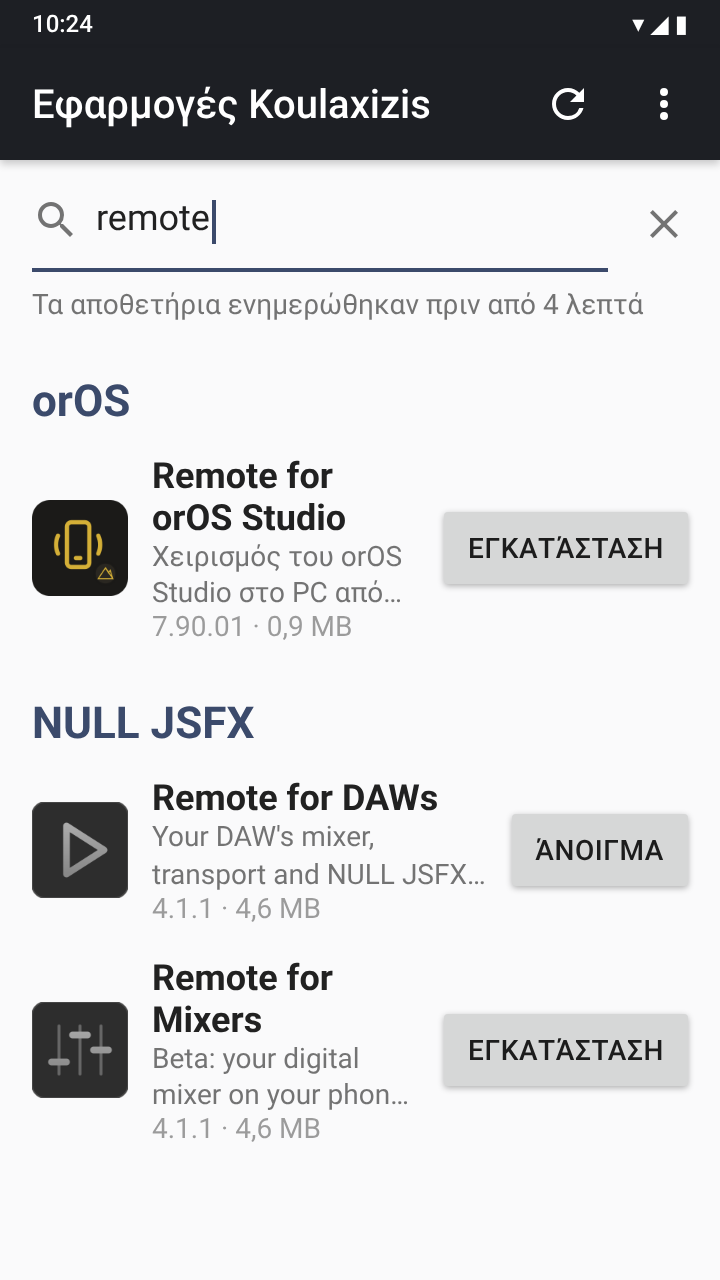 10:24
Εφαρμογές Koulaxizis
remote
Τα αποθετήρια ενημερώθηκαν πριν από 4 λεπτά
orOS
Remote for
orOS Studio
Χειρισμός του orOS
Studio στο PC από…
7.90.01 · 0,9 MB
ΕΓΚΑΤΆΣΤΑΣΗ
NULL JSFX
Remote for DAWs
Your DAW's mixer,
transport and NULL JSFX…
4.1.1 · 4,6 MB
ΆΝΟΙΓΜΑ
Remote for
Mixers
Beta: your digital
mixer on your phon…
4.1.1 · 4,6 MB
ΕΓΚΑΤΆΣΤΑΣΗ